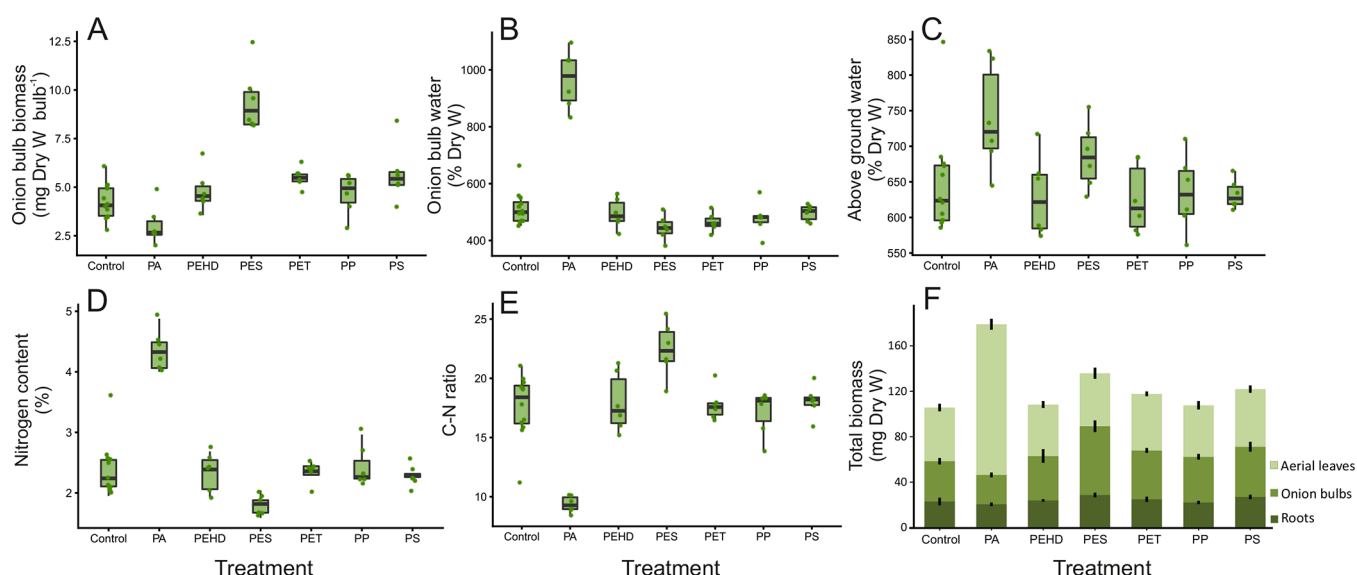 A
Onion bulb biomass
(mg Dry W bulb-1)
12.5
10.0
7.5
5.0
2.5
Control PA PEHD PES PET PP PS
B
Onion bulb water
(% Dry W)
1000
800
600
400
Control PA PEHD PES PET PP PS
C
Above ground water
(% Dry W)
850
800
750
700
650
600
550
Control PA PEHD PES PET PP PS
D
Nitrogen content
(%)
5
4
3
2
Control PA PEHD PES PET PP PS
Treatment
E
C-N ratio
25
20
15
10
Control PA PEHD PES PET PP PS
Treatment
F
Total biomass
(mg Dry W)
160
120
80
40
0
Control PA PEHD PES PET PP PS
Treatment
Aerial leaves
Onion bulbs
Roots